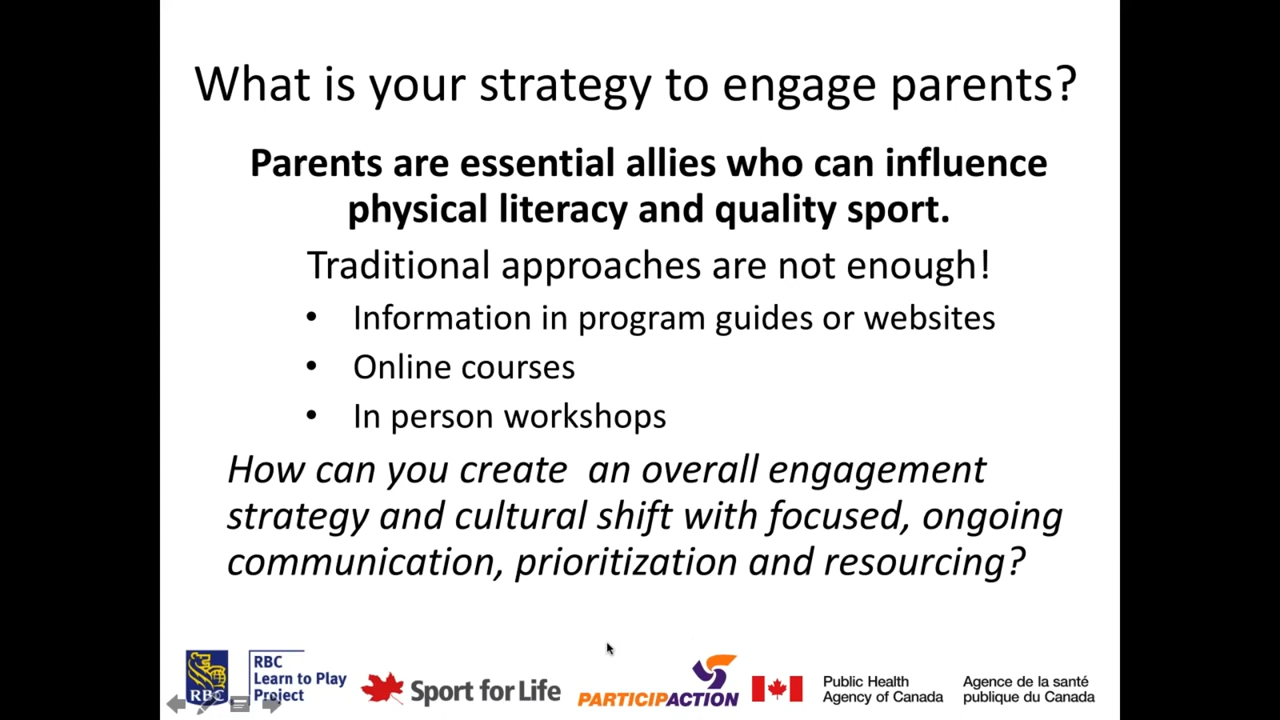 What is your strategy to engage parents?
Parents are essential allies who can influence
physical literacy and quality sport.
Traditional approaches are not enough!
• Information in program guides or websites
• Online courses
• In person workshops
How can you create  an overall engagement
strategy and cultural shift with focused, ongoing
communication, prioritization and resourcing?
RBC
RBC
Learn to Play
Project
Sport for Life
PARTICIPACTION
Public Health
Agency of Canada
Agence de la santé
publique du Canada